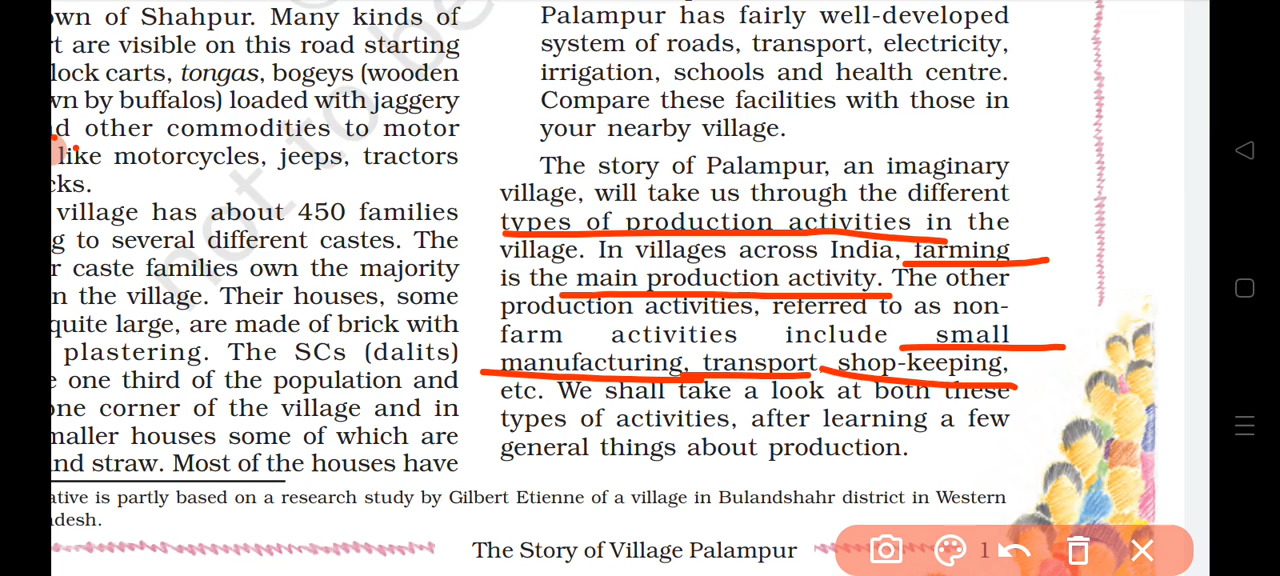 own of Shahpur. Many kinds of
rt are visible on this road starting
lock carts, tongas, bogeys (wooden
wn by buffalos) loaded with jaggery
nd other commodities to motor
like motorcycles, jeeps, tractors
cks.
village has about 450 families
g to several different castes. The
r caste families own the majority
n the village. Their houses, some
quite large, are made of brick with
plastering. The SCs (dalits)
e one third of the population and
one corner of the village and in
maller houses some of which are
and straw. Most of the houses have
Palampur has fairly well-developed
system of roads, transport, electricity,
irrigation, schools and health centre.
Compare these facilities with those in
your nearby village.
The story of Palampur, an imaginary
village, will take us through the different
types of production activities in the
village. In villages across India, farming
is the main production activity. The other
production activities, referred to as non-
farm activities include small
manufacturing, transport, shop-keeping,
etc. We shall take a look at both these
types of activities, after learning a few
general things about production.
ative is partly based on a research study by Gilbert Etienne of a village in Bulandshahr district in Western
adesh.
The Story of Village Palampur
1
not to be